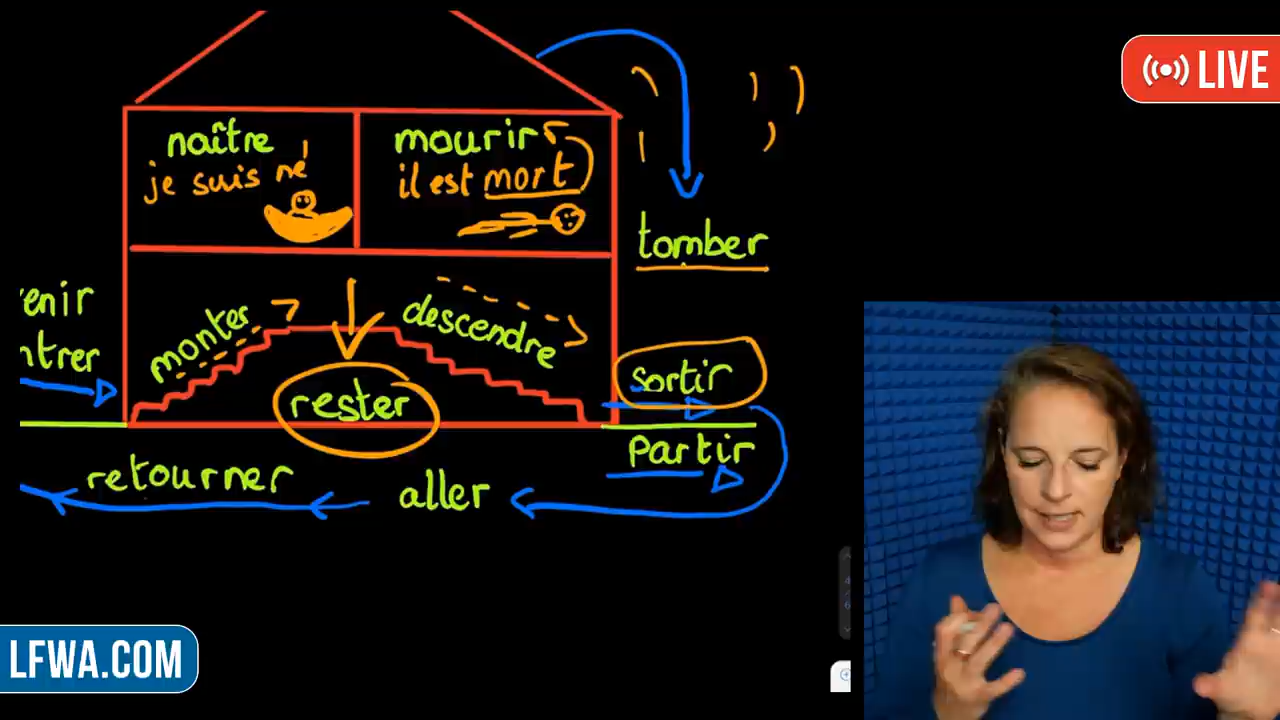 LIVE
naître
mourir
je suis né
il est mort
tomber
enir
monter
descendre
ntrer
sortir
rester
partir
retourner
aller
LFWA.COM